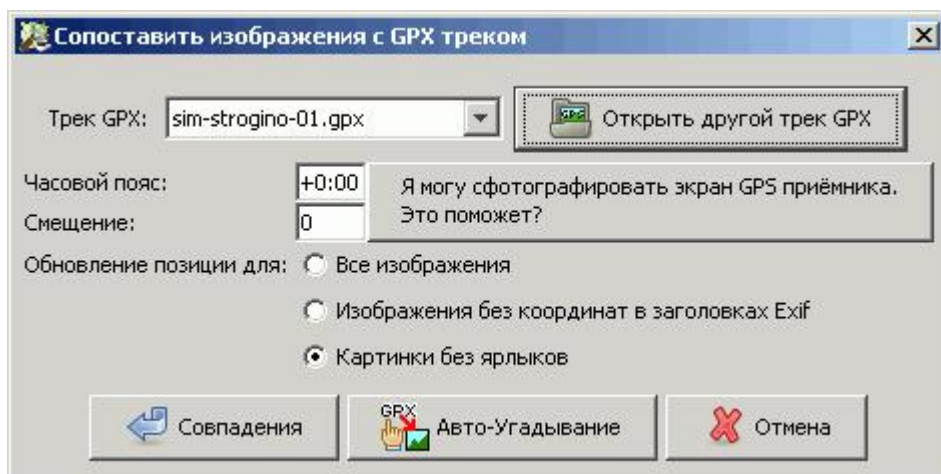 Сопоставить изображения с GPX треком
Трек GPX: sim-strogino-01.gpx GPS Открыть другой трек GPX
Часовой пояс: +0:00 Я могу сфотографировать экран GPS приёмника.
Смещение: 0 Это поможет?
Обновление позиции для: Все изображения
Изображения без координат в заголовках Exif
Картинки без ярлыков
Совпадения GPX Авто-Угадывание Отмена